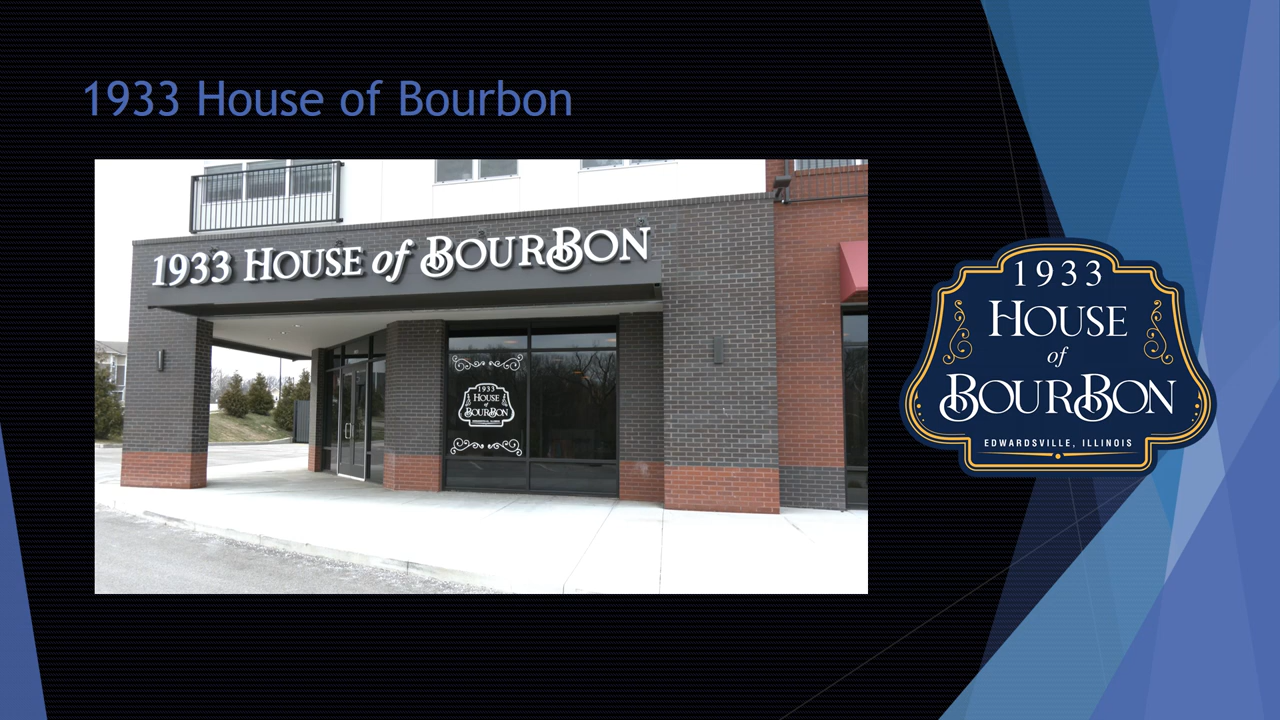 1933 House of Bourbon
1933 HOUSE of BOURBON
1933
HOUSE
of
BOURBON
1933
HOUSE
of
BOURBON
EDWARDSVILLE, ILLINOIS